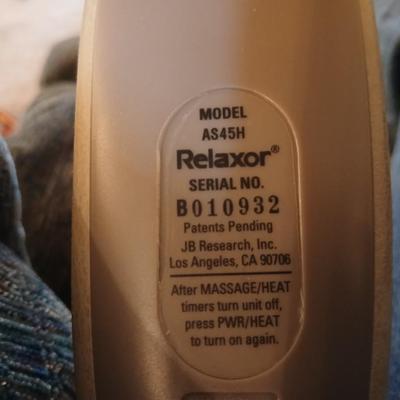 MODEL
AS45H
Relaxor®
SERIAL NO.
B010932
Patents Pending
JB Research, Inc.
Los Angeles, CA 90706
After MASSAGE/HEAT
timers turn unit off,
press PWR/HEAT
to turn on again.